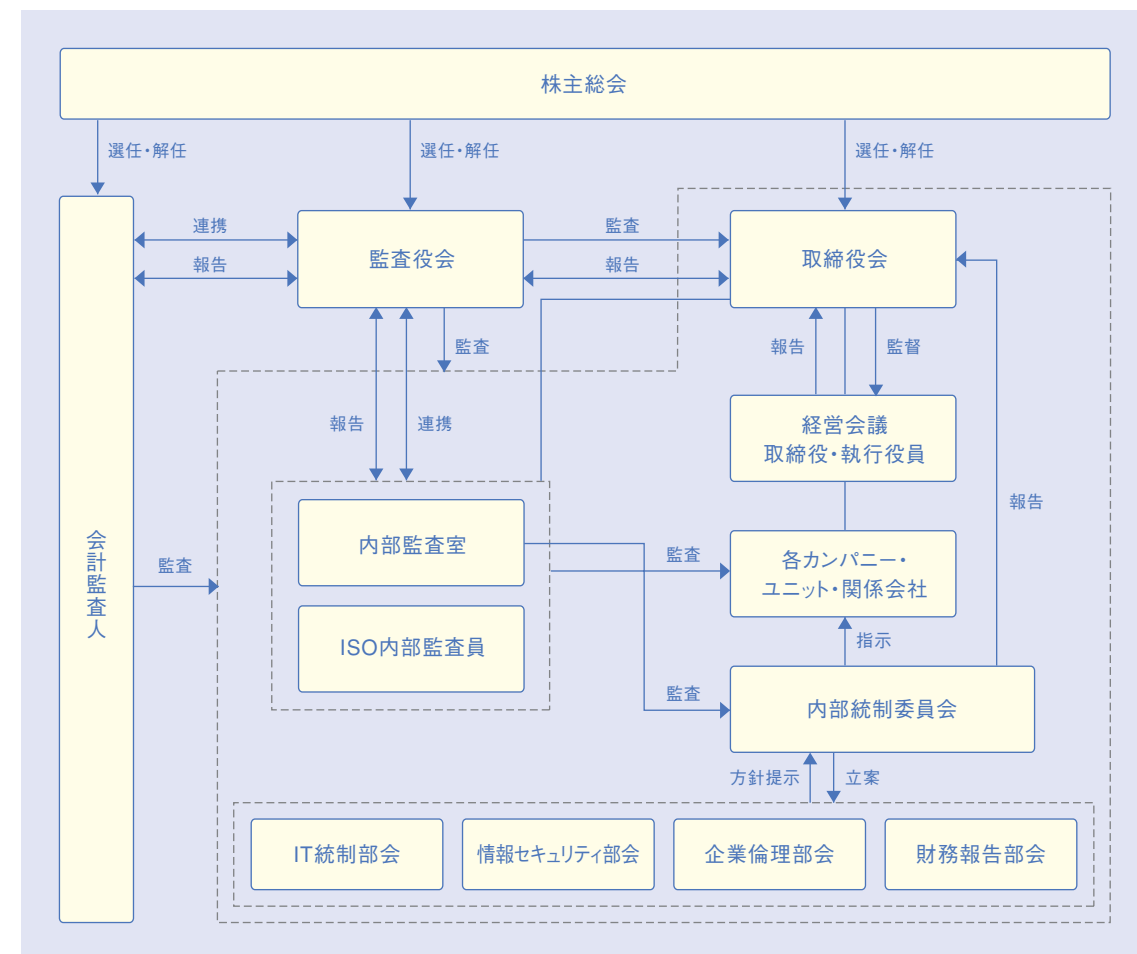 株主総会
選任・解任
選任・解任
選任・解任
連携
監査
報告
報告
監査役会
取締役会
監査
報告
監督
報告
連携
経営会議
取締役・執行役員
報告
会計監査人
監査
内部監査室
監査
各カンパニー・
ユニット・関係会社
ISO内部監査員
指示
監査
内部統制委員会
方針提示
立案
IT統制部会
情報セキュリティ部会
企業倫理部会
財務報告部会